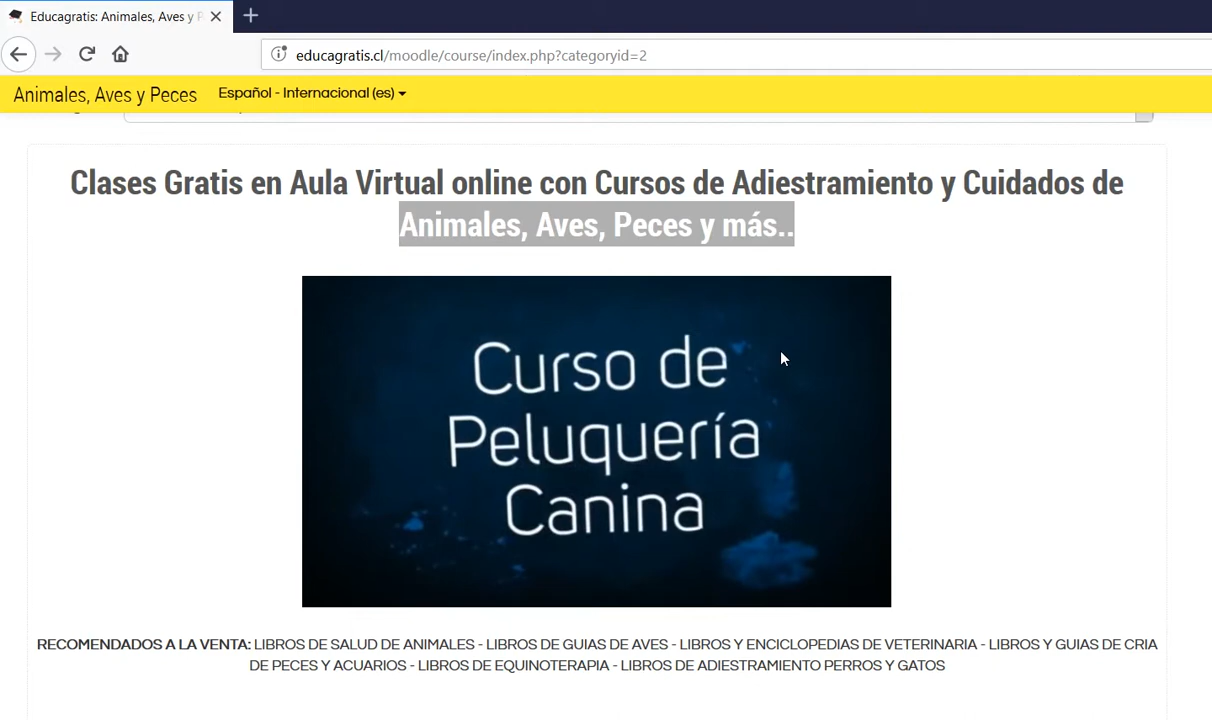 Educagratis: Animales, Aves y P
educagratis.cl/moodle/course/index.php?categoryid=2
Animales, Aves y Peces
Español - Internacional (es)
Clases Gratis en Aula Virtual online con Cursos de Adiestramiento y Cuidados de
Animales, Aves, Peces y más..
Curso de
Peluquería
Canina
RECOMENDADOS A LA VENTA: LIBROS DE SALUD DE ANIMALES - LIBROS DE GUIAS DE AVES - LIBROS Y ENCICLOPEDIAS DE VETERINARIA - LIBROS Y GUIAS DE CRIA
DE PECES Y ACUARIOS - LIBROS DE EQUINOTERAPIA - LIBROS DE ADIESTRAMIENTO PERROS Y GATOS